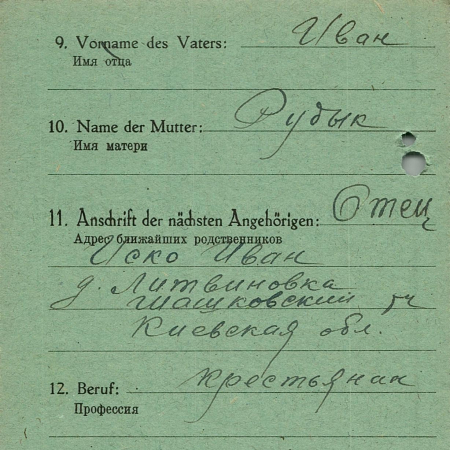 9. Vorname des Vaters: Иван
Имя отца
10. Name der Mutter: Рудык
Имя матери
11. Anschrift der nächsten Angehörigen: Отец
Адрес ближайших родственников
Иско Иван
д. Литвиновка
Шашковский
Киевская обл.
12. Beruf: крестьянин
Профессия